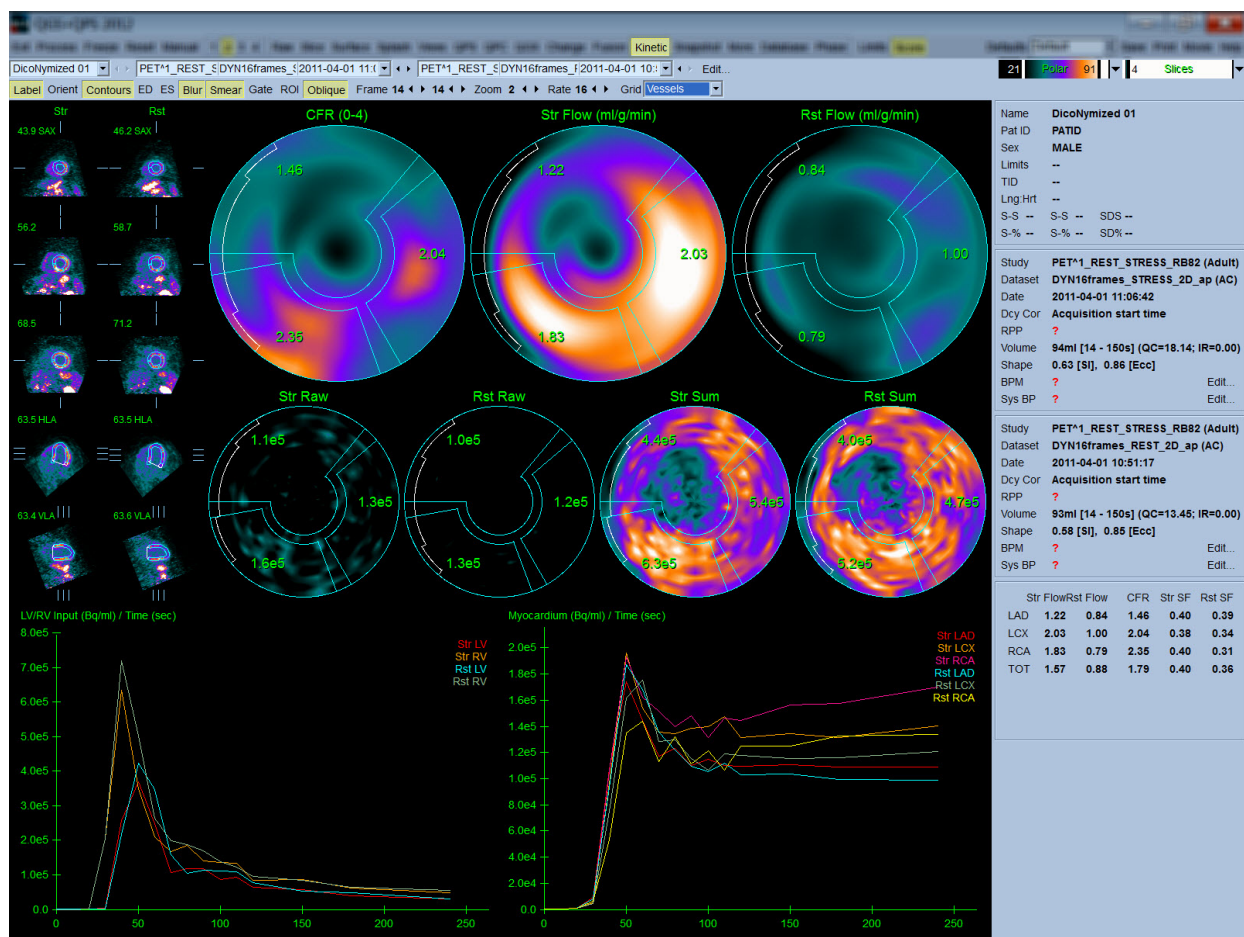 QGS+QPS 2012
Kinetic
DicoNymized 01 PET^1_REST_S DYN16frames_S 2011-04-01 11:( PET^1_REST_S DYN16frames_F 2011-04-01 10:5 Edit...
21 Polar 91 4 Slices
Label Orient Contours ED ES Blur Smear Gate ROI Oblique Frame 14 14 Zoom 2 Rate 16 Grid Vessels
Str Rst
43.9 SAX 46.2 SAX
56.2 58.7
68.5 71.2
63.5 HLA 63.5 HLA
63.4 VLA 63.6 VLA
CFR (0-4)
1.46
2.04
2.35
Str Flow (ml/g/min)
1.22
2.03
1.83
Rst Flow (ml/g/min)
0.84
1.00
0.79
Str Raw
1.1e5
1.3e5
1.6e5
Rst Raw
1.0e5
1.2e5
1.3e5
Str Sum
4.4e5
5.4e5
6.3e5
Rst Sum
4.0e5
4.7e5
5.2e5
LV/RV Input (Bq/ml) / Time (sec)
8.0e5
7.0e5
6.0e5
5.0e5
4.0e5
3.0e5
2.0e5
1.0e5
0.0
0 50 100 150 200 250
Str LV
Str RV
Rst LV
Rst RV
Myocardium (Bq/ml) / Time (sec)
2.0e5
1.8e5
1.6e5
1.4e5
1.2e5
1.0e5
8.0e4
6.0e4
4.0e4
2.0e4
0.0
0 50 100 150 200 250
Str LAD
Str LCX
Str RCA
Rst LAD
Rst LCX
Rst RCA
Name DicoNymized 01
Pat ID PATID
Sex MALE
Limits --
TID --
Lng:Hrt --
S-S -- S-S -- SDS --
S-% -- S-% -- SD% --
Study PET^1_REST_STRESS_RB82 (Adult)
Dataset DYN16frames_STRESS_2D_ap (AC)
Date 2011-04-01 11:06:42
Dcy Cor Acquisition start time
RPP ?
Volume 94ml [14 - 150s] (QC=18.14; IR=0.00)
Shape 0.63 [SI], 0.86 [Ecc]
BPM ? Edit...
Sys BP ? Edit...
Study PET^1_REST_STRESS_RB82 (Adult)
Dataset DYN16frames_REST_2D_ap (AC)
Date 2011-04-01 10:51:17
Dcy Cor Acquisition start time
RPP ?
Volume 93ml [14 - 150s] (QC=13.45; IR=0.00)
Shape 0.58 [SI], 0.85 [Ecc]
BPM ? Edit...
Sys BP ? Edit...
Str Flow Rst Flow CFR Str SF Rst SF
LAD 1.22 0.84 1.46 0.40 0.39
LCX 2.03 1.00 2.04 0.38 0.34
RCA 1.83 0.79 2.35 0.40 0.31
TOT 1.57 0.88 1.79 0.40 0.36